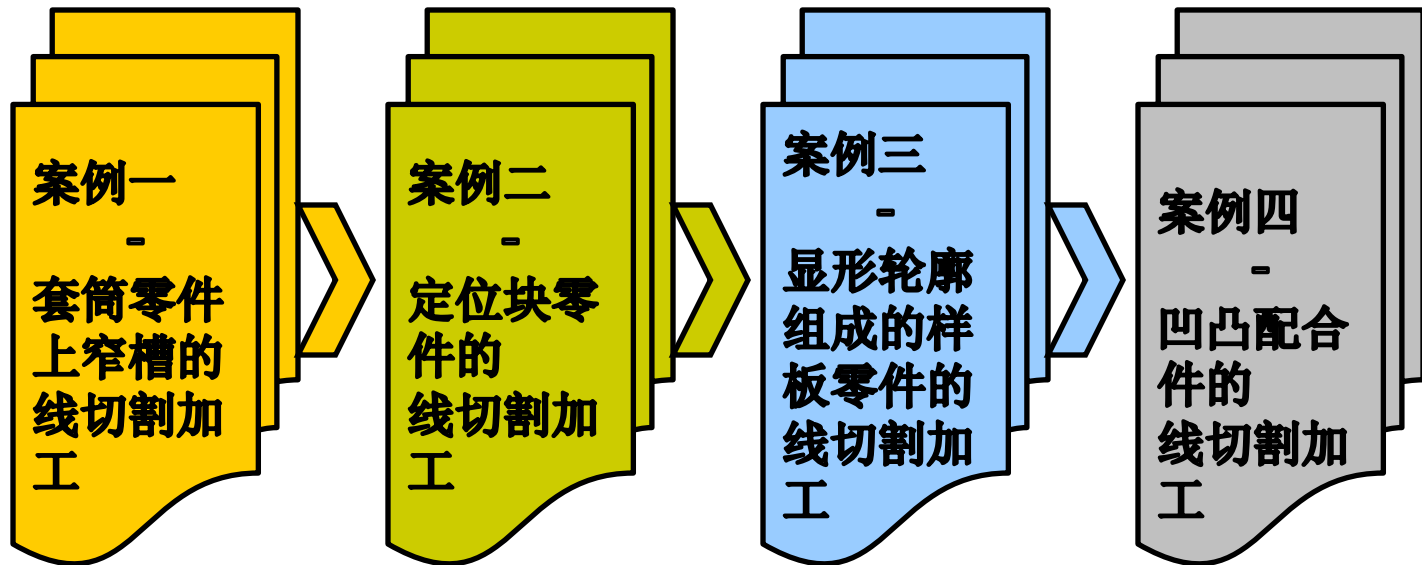 案例一
-
套筒零件
上窄槽的
线切割加
工
案例二
-
定位块零
件的
线切割加
工
案例三
-
显形轮廓
组成的样
板零件的
线切割加
工
案例四
-
凹凸配合
件的
线切割加
工